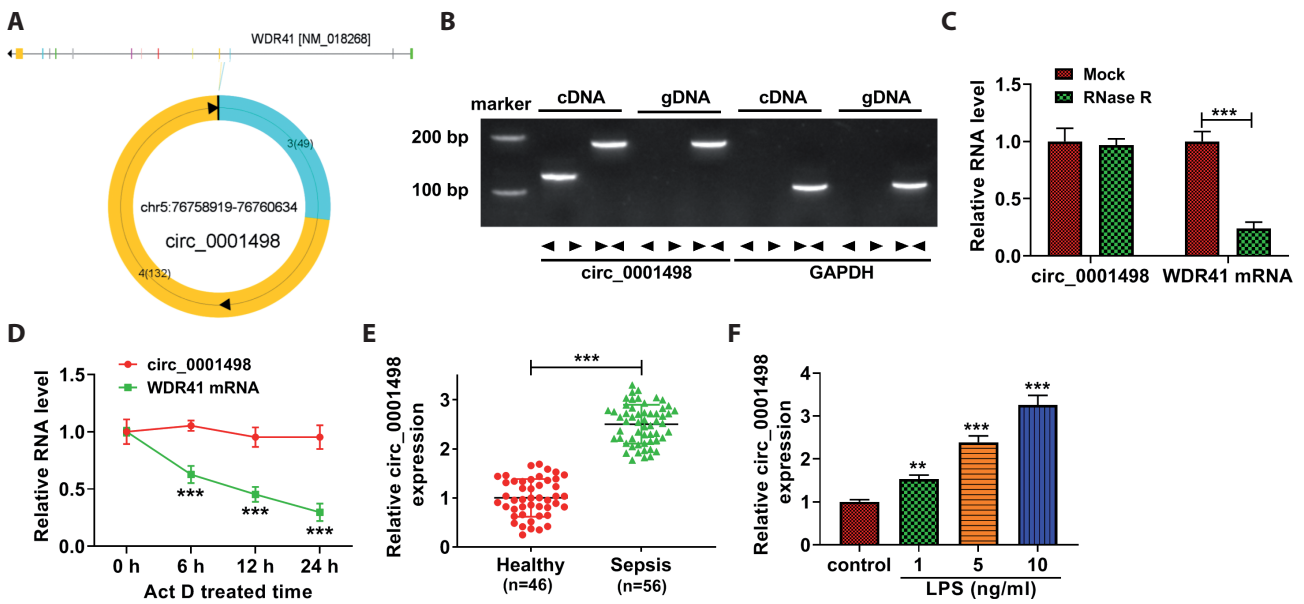 A
WDR41 [NM_018268]
3(49)
chr5:76758919-76760634
circ_0001498
4(132)
B
marker
cDNA
gDNA
cDNA
gDNA
200 bp
100 bp
circ_0001498
GAPDH
C
Mock
RNase R
Relative RNA level
1.5
***
1.0
0.5
0.0
circ_0001498
WDR41 mRNA
D
circ_0001498
WDR41 mRNA
Relative RNA level
1.5
1.0
0.5
0.0
***
***
***
0 h
6 h
12 h
24 h
Act D treated time
E
Relative circ_0001498
expression
***
3
2
1
0
Healthy
(n=46)
Sepsis
(n=56)
F
Relative circ_0001498
expression
4
3
2
1
0
**
***
***
control
1
5
10
LPS (ng/ml)